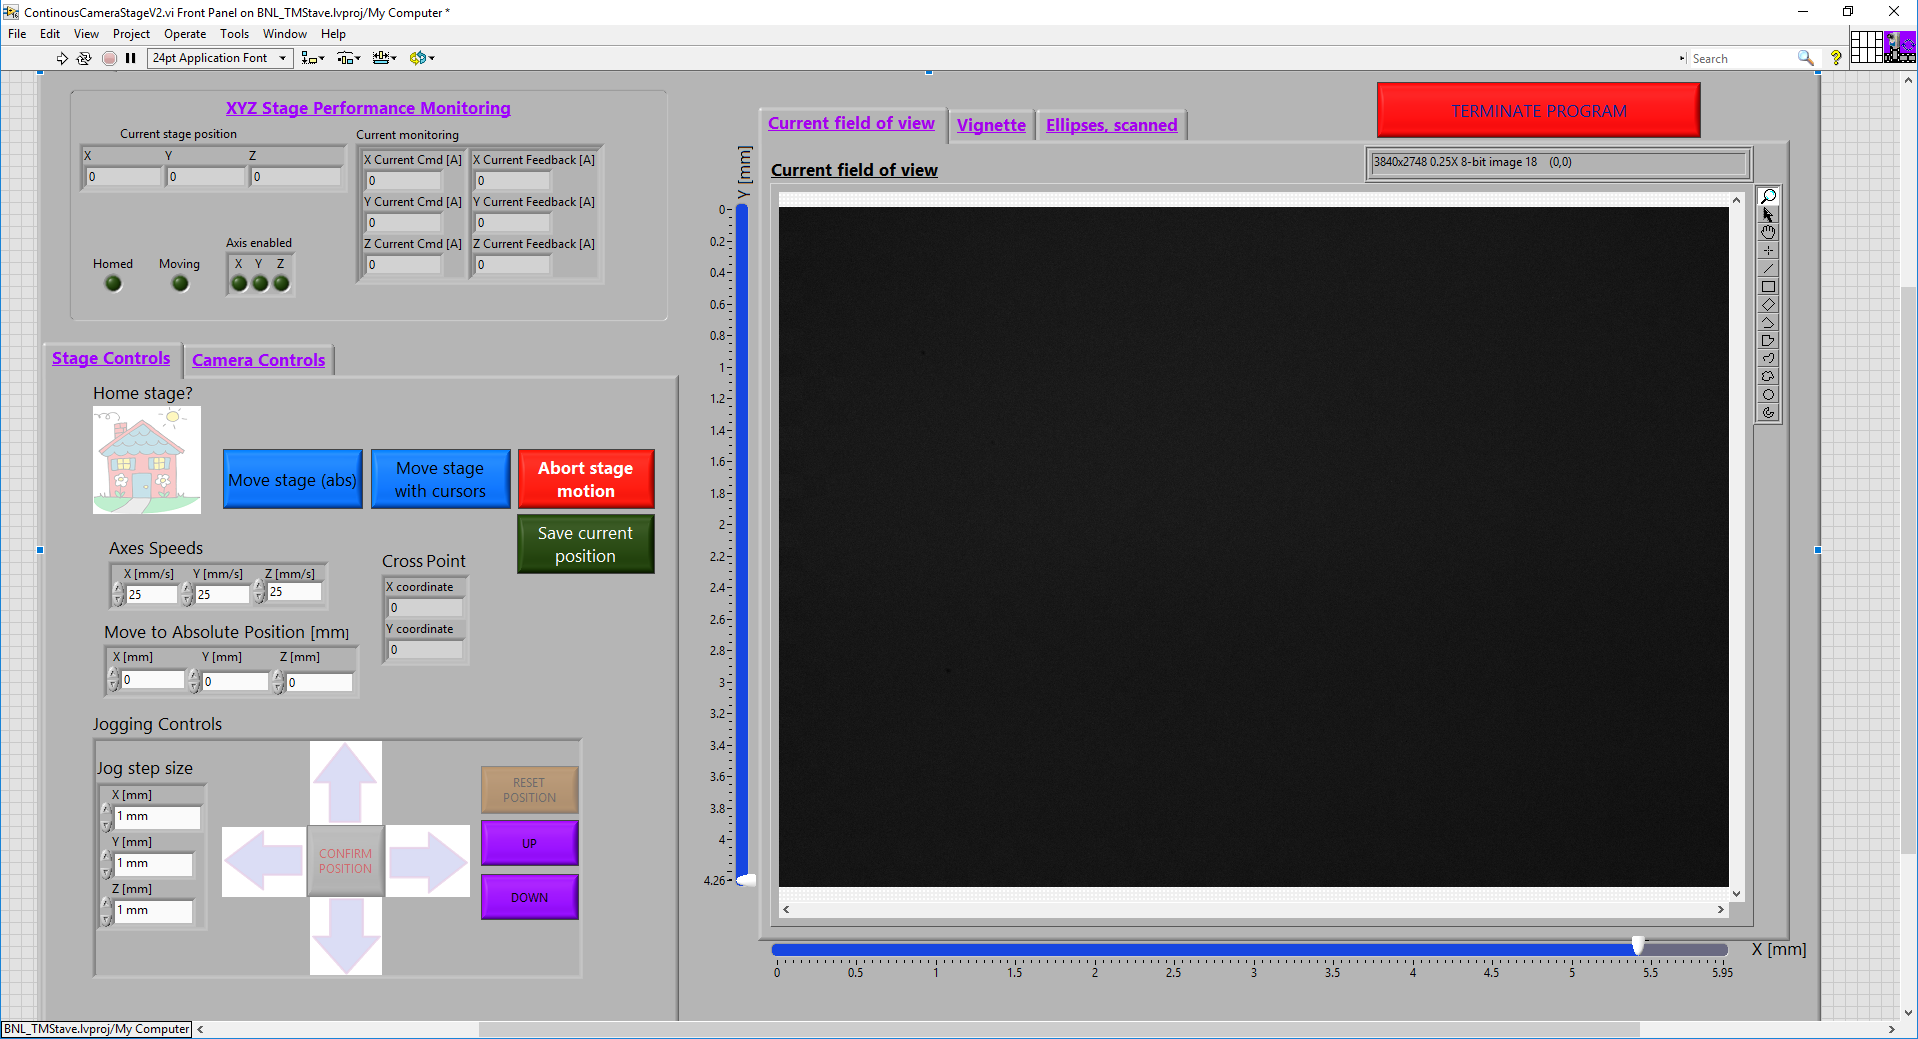 ContinousCameraStageV2.vi Front Panel on BNL_TMStave.lvproj/My Computer *
File Edit View Project Operate Tools Window Help
24pt Application Font
Search
XYZ Stage Performance Monitoring
Current stage position
X Y Z
0 0 0
Current monitoring
X Current Cmd [A] X Current Feedback [A]
0 0
Y Current Cmd [A] Y Current Feedback [A]
0 0
Z Current Cmd [A] Z Current Feedback [A]
0 0
Homed Moving
Axis enabled
X Y Z
Stage Controls Camera Controls
Home stage?
Move stage (abs)
Move stage
with cursors
Abort stage
motion
Save current
position
Axes Speeds
X [mm/s] Y [mm/s] Z [mm/s]
25 25 25
Cross Point
X coordinate
0
Y coordinate
0
Move to Absolute Position [mm]
X [mm] Y [mm] Z [mm]
0 0 0
Jogging Controls
Jog step size
X [mm]
1 mm
Y [mm]
1 mm
Z [mm]
1 mm
CONFIRM
POSITION
RESET
POSITION
UP
DOWN
TERMINATE PROGRAM
Current field of view Vignette Ellipses, scanned
Current field of view
3840x2748 0.25X 8-bit image 18 (0,0)
Y [mm]
0
0.2
0.4
0.6
0.8
1
1.2
1.4
1.6
1.8
2
2.2
2.4
2.6
2.8
3
3.2
3.4
3.6
3.8
4
4.26
0 0.5 1 1.5 2 2.5 3 3.5 4 4.5 5 5.5 5.95
X [mm]
BNL_TMStave.lvproj/My Computer